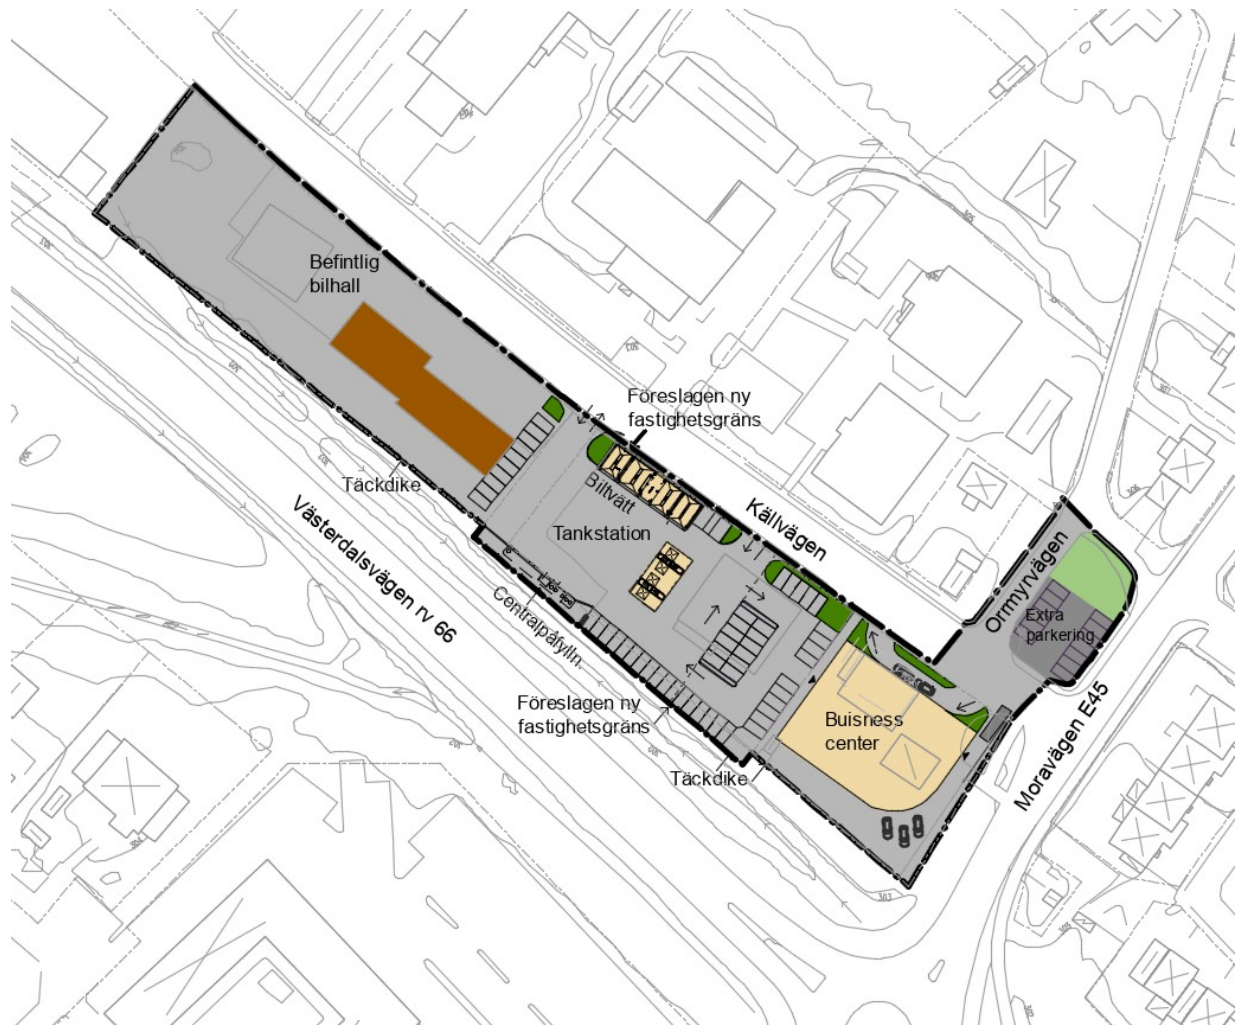 Befintlig
bilhall
Föreslagen ny
fastighetsgräns
Täckdike
Biltvätt
Källvägen
Tankstation
Västerdalsvägen rv 66
Centralpåfylln.
Orrmyrvägen
Extra
parkering
Föreslagen ny
fastighetsgräns
Buisness
center
Täckdike
Moravägen E45